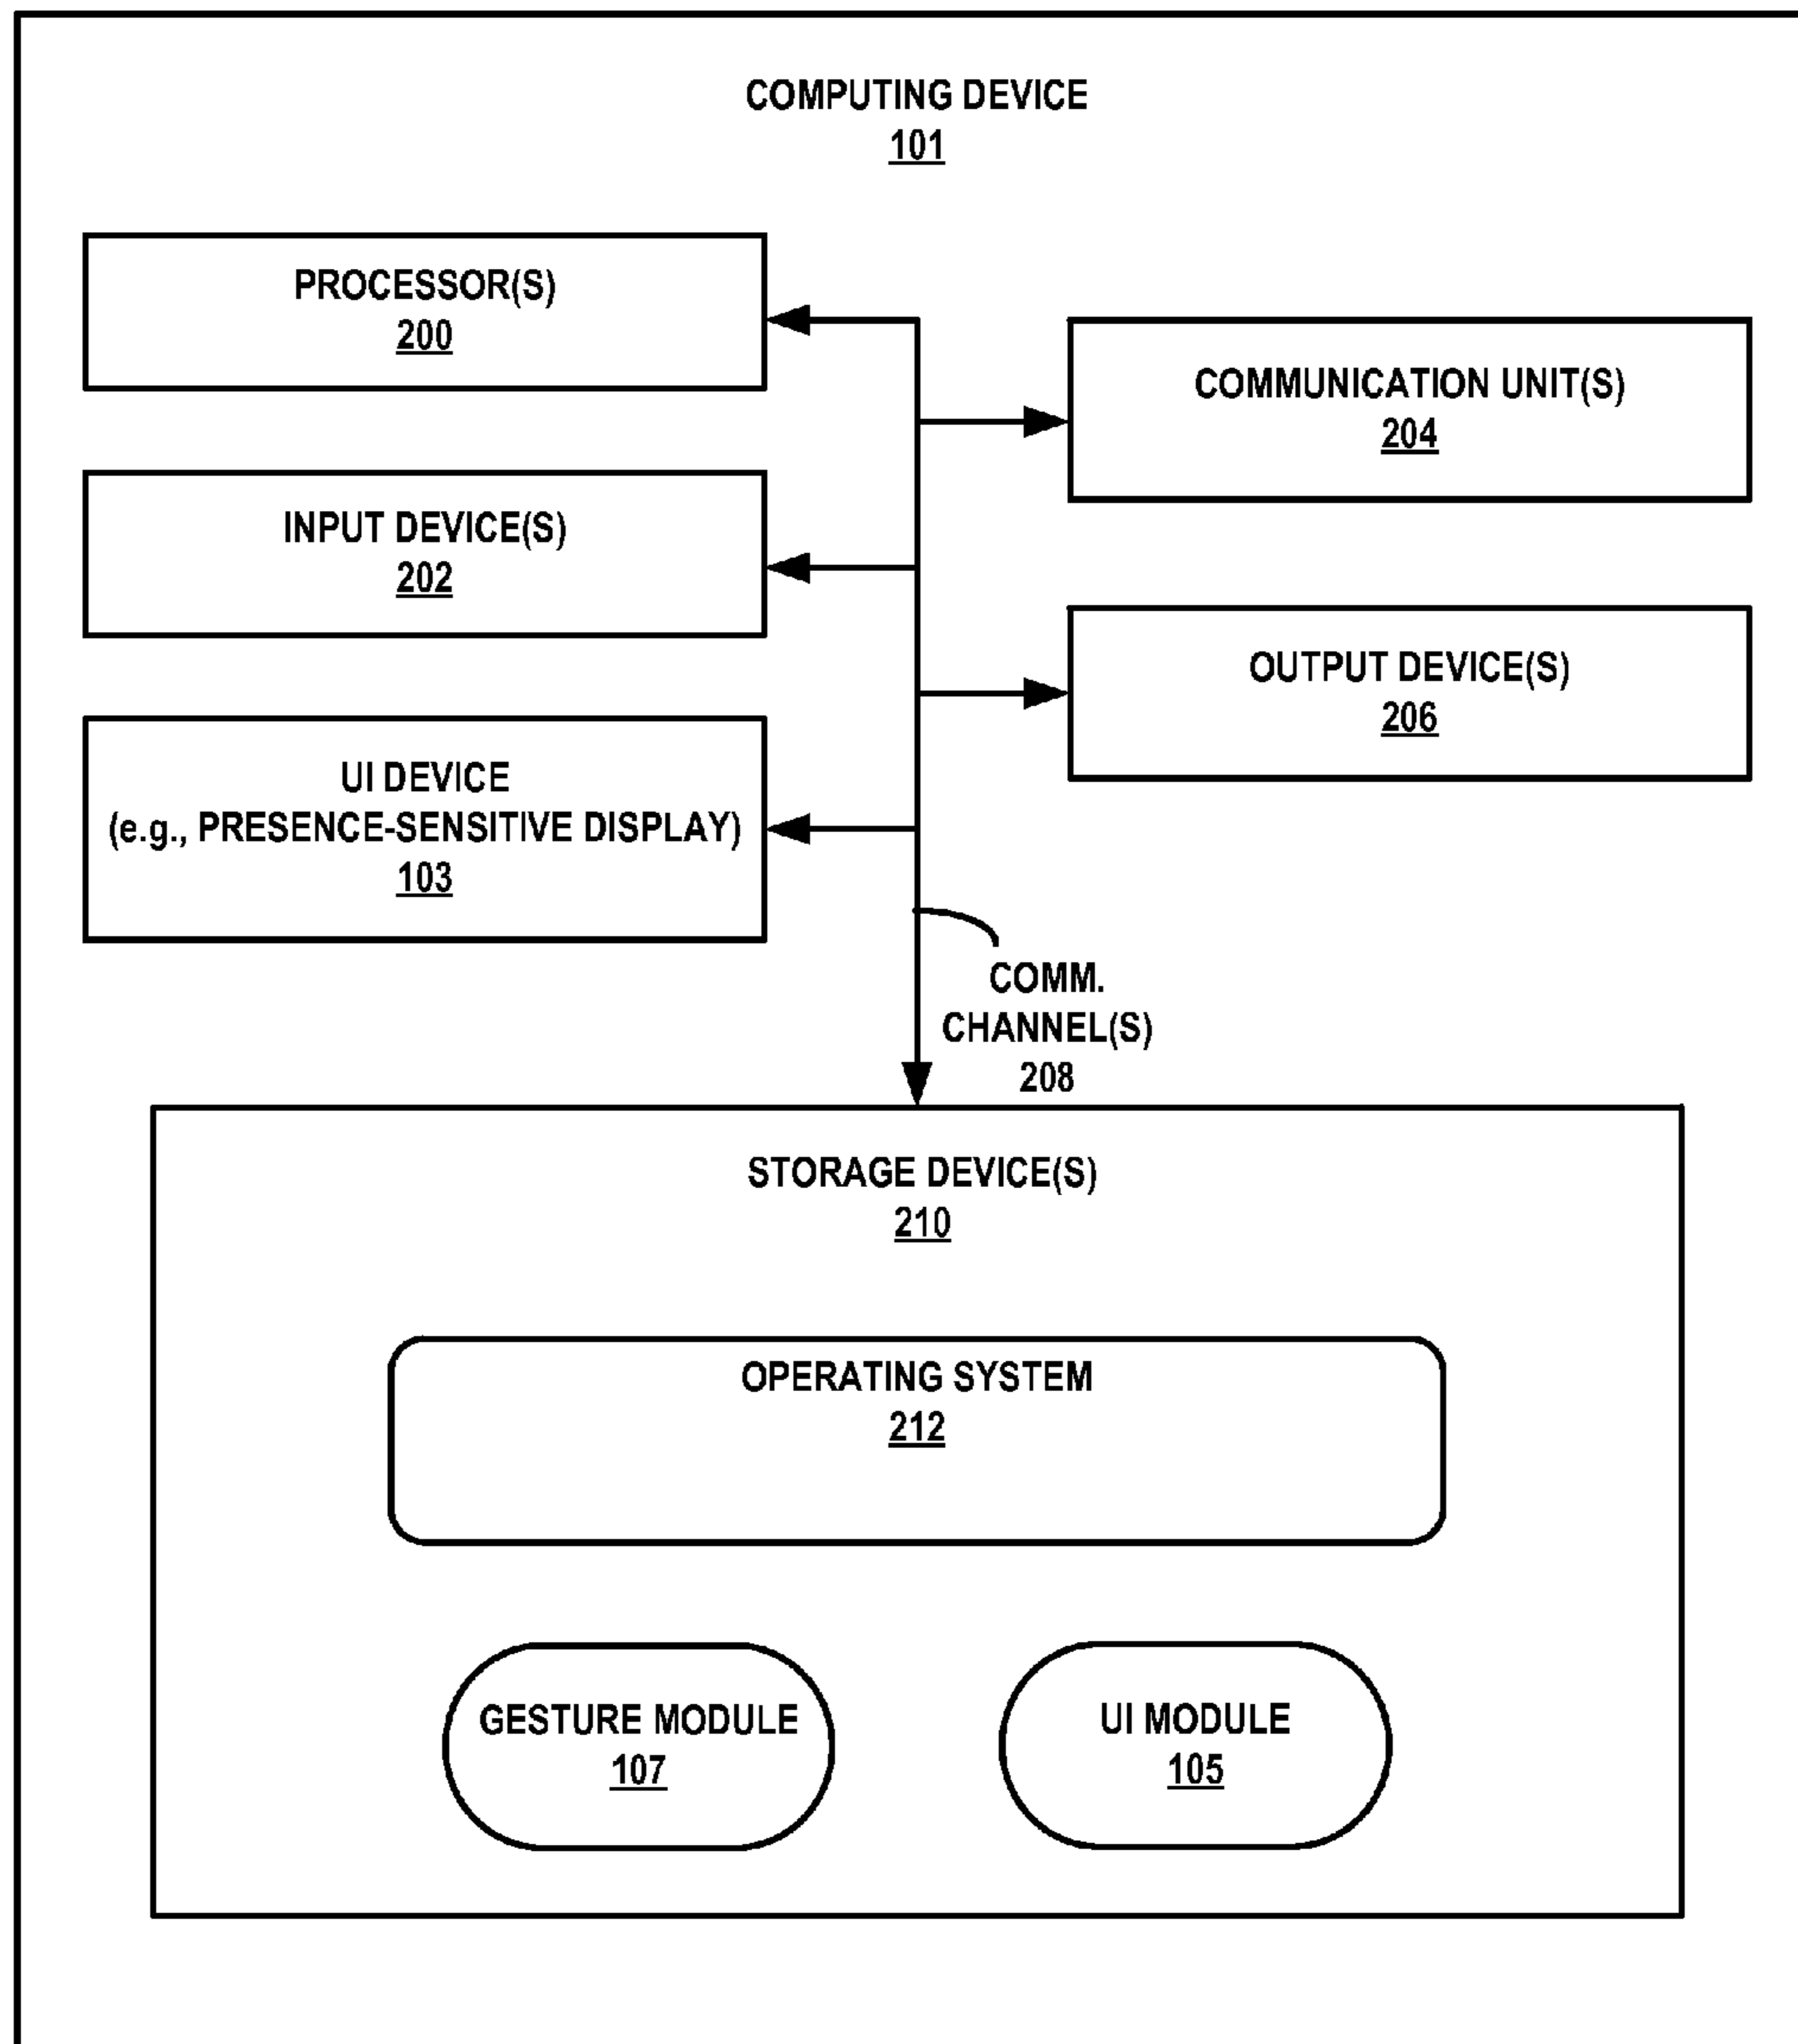 COMPUTING DEVICE
101
PROCESSOR(S)
200
COMMUNICATION UNIT(S)
204
INPUT DEVICE(S)
202
OUTPUT DEVICE(S)
206
UI DEVICE
(e.g., PRESENCE-SENSITIVE DISPLAY)
103
COMM.
CHANNEL(S)
208
STORAGE DEVICE(S)
210
OPERATING SYSTEM
212
GESTURE MODULE
107
UI MODULE
105